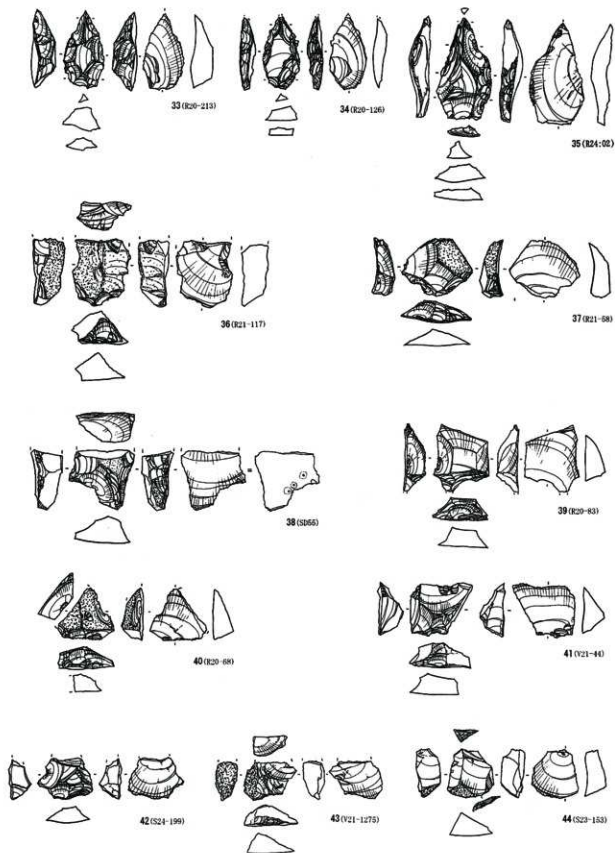 33 (R20-213)
34 (R20-126)
35 (R24:02)
36 (R21-117)
37 (R21-58)
38 (SD55)
39 (R20-83)
40 (R20-68)
41 (V21-44)
42 (S24-199)
43 (V21-1275)
44 (S23-153)